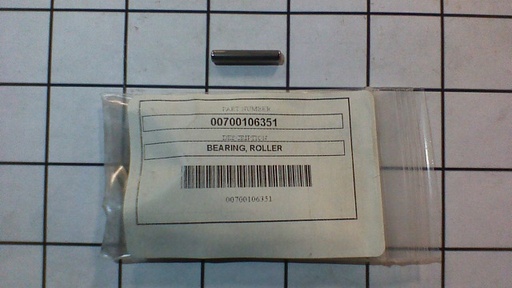 PART NUMBER
00700106351
DESCRIPTION
BEARING, ROLLER
00700106351